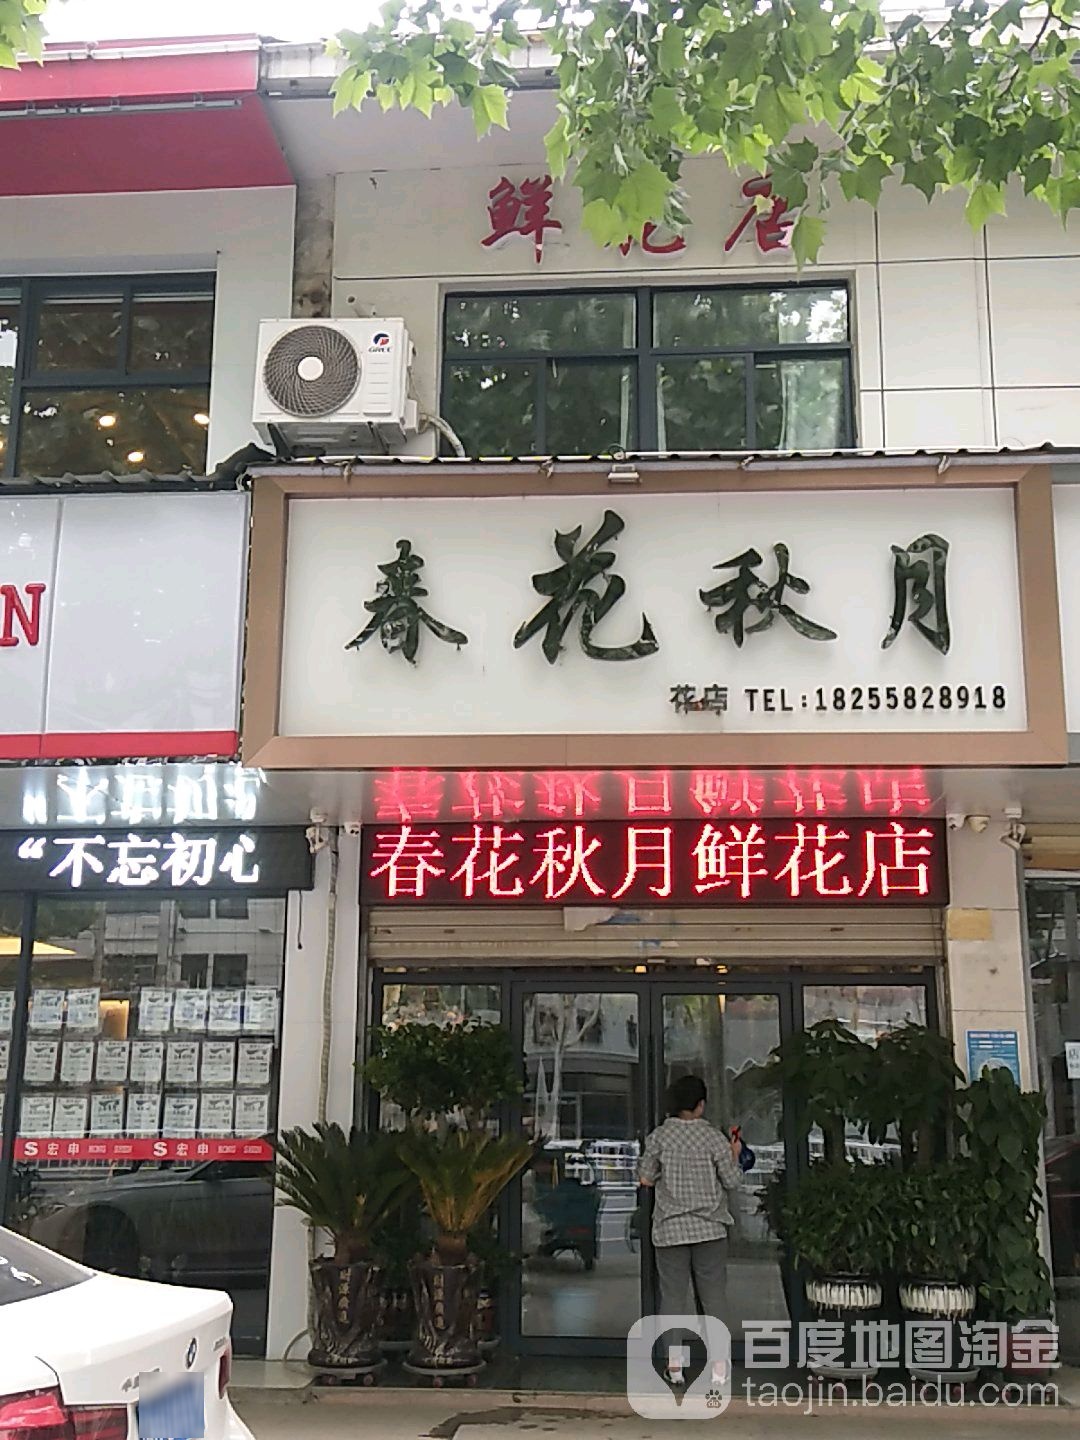 鲜花店
GREE
春花秋月
花店 TEL:18255828918
N
春花秋月鲜花店
“不忘初心
S 宏申 S 宏申
百度地图淘金
taojin.baidu.com